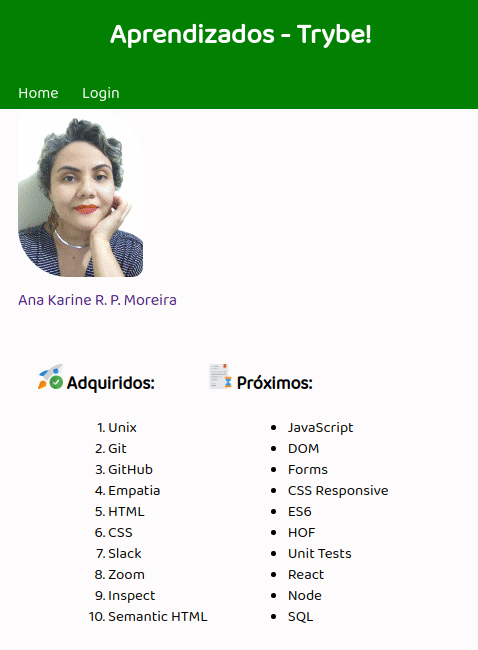 Aprendizados - Trybe!
Home Login
Ana Karine R. P. Moreira
Adquiridos:
1. Unix
2. Git
3. GitHub
4. Empatia
5. HTML
6. CSS
7. Slack
8. Zoom
9. Inspect
10. Semantic HTML
Próximos:
• JavaScript
• DOM
• Forms
• CSS Responsive
• ES6
• HOF
• Unit Tests
• React
• Node
• SQL